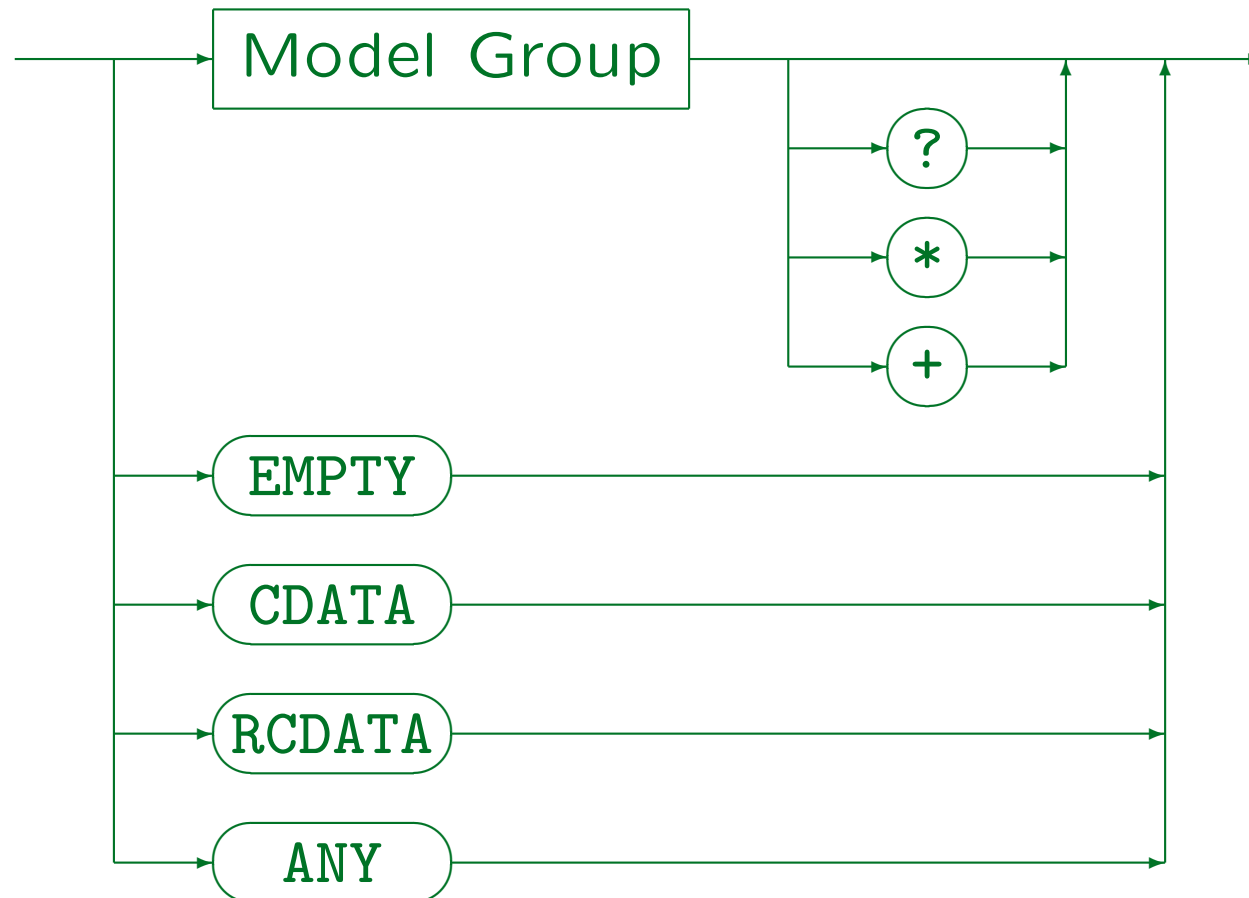 Model Group
?
*
+
EMPTY
CDATA
RCDATA
ANY